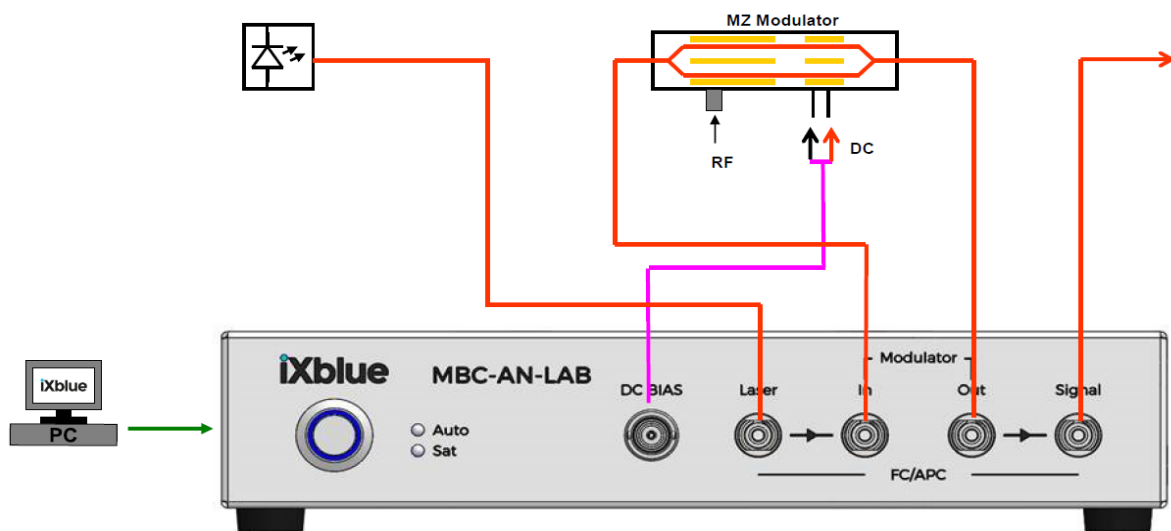 MZ Modulator
RF
DC
iXblue
PC
iXblue
MBC-AN-LAB
Auto
Sat
DC BIAS
Modulator
Laser
In
Out
Signal
FC/APC